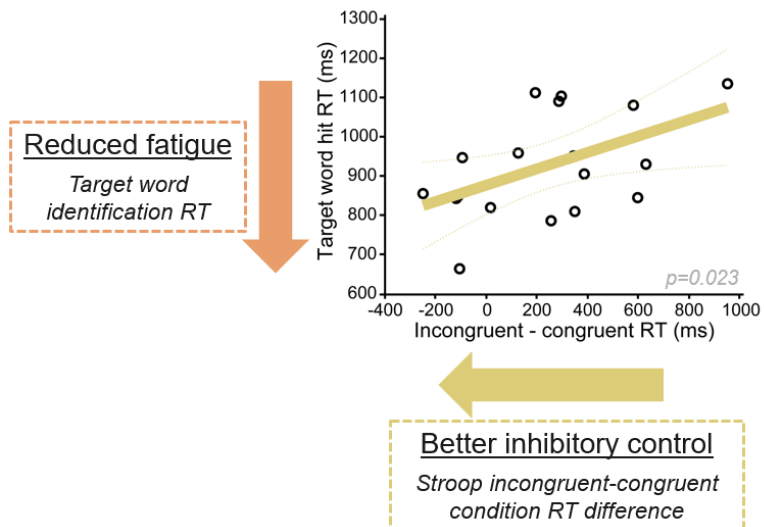 1300
1200
1100
1000
900
800
700
600
Target word hit RT (ms)
-400
-200
0
200
400
600
800
1000
p=0.023
Incongruent - congruent RT (ms)
Reduced fatigue
Target word
identification RT
Better inhibitory control
Stroop incongruent-congruent
condition RT difference